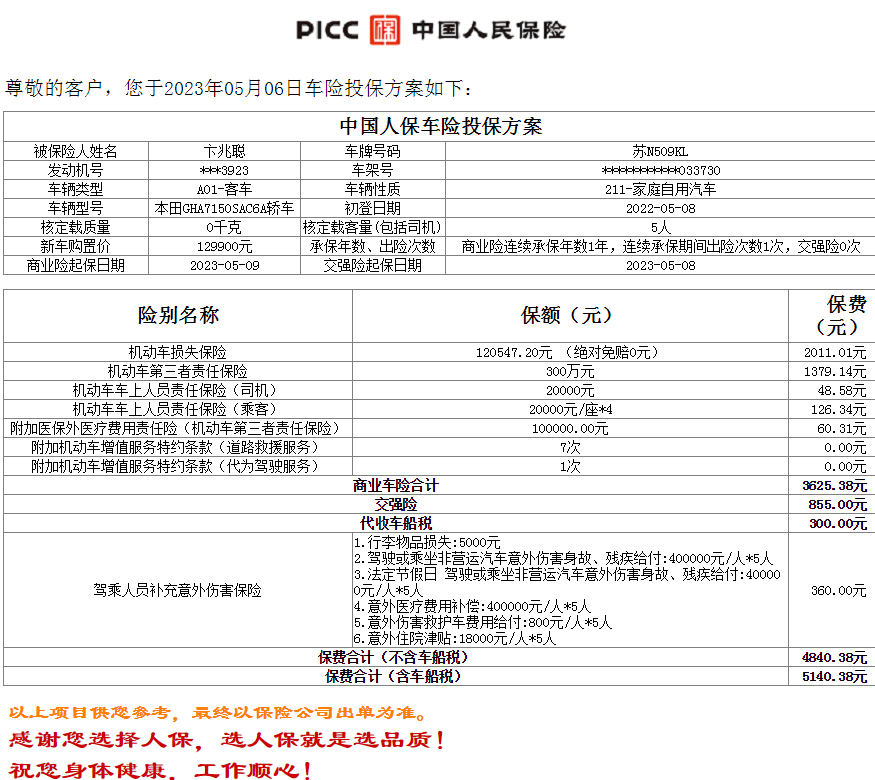 PICC 保 中国人民保险
尊敬的客户，您于2023年05月06日车险投保方案如下：
中国人保车险投保方案
被保险人姓名 卞兆聪 车牌号码 苏N509KL
发动机号 ***3923 车架号 ***********033730
车辆类型 A01-客车 车辆性质 211-家庭自用汽车
车辆型号 本田GHA7150SAC6A轿车 初登日期 2022-05-08
核定载质量 0千克 核定载客量(包括司机) 5人
新车购置价 129900元 承保年数、出险次数 商业险连续承保年数1年，连续承保期间出险次数1次，交强险0次
商业险起保日期 2023-05-09 交强险起保日期 2023-05-08
险别名称 保额（元） 保费
（元）
机动车损失保险 120547.20元 （绝对免赔0元） 2011.01元
机动车第三者责任保险 300万元 1379.14元
机动车车上人员责任保险（司机） 20000元 48.58元
机动车车上人员责任保险（乘客） 20000元/座*4 126.34元
附加医保外医疗费用责任险（机动车第三者责任保险） 100000.00元 60.31元
附加机动车增值服务特约条款（道路救援服务） 7次 0.00元
附加机动车增值服务特约条款（代为驾驶服务） 1次 0.00元
商业车险合计 3625.38元
交强险 855.00元
代收车船税 300.00元
驾乘人员补充意外伤害保险 360.00元
1.行李物品损失:5000元
2.驾驶或乘坐非营运汽车意外伤害身故、残疾给付:400000元/人*5人
3.法定节假日 驾驶或乘坐非营运汽车意外伤害身故、残疾给付:40000
0元/人*5人
4.意外医疗费用补偿:400000元/人*5人
5.意外伤害救护车费用给付:800元/人*5人
6.意外住院津贴:18000元/人*5人
保费合计（不含车船税） 4840.38元
保费合计（含车船税） 5140.38元
以上项目供您参考，最终以保险公司出单为准。
感谢您选择人保，选人保就是选品质！
祝您身体健康，工作顺心！